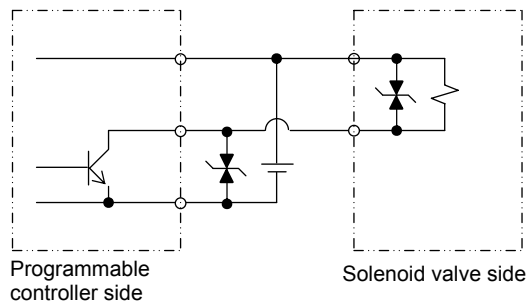 Programmable
controller side
Solenoid valve side